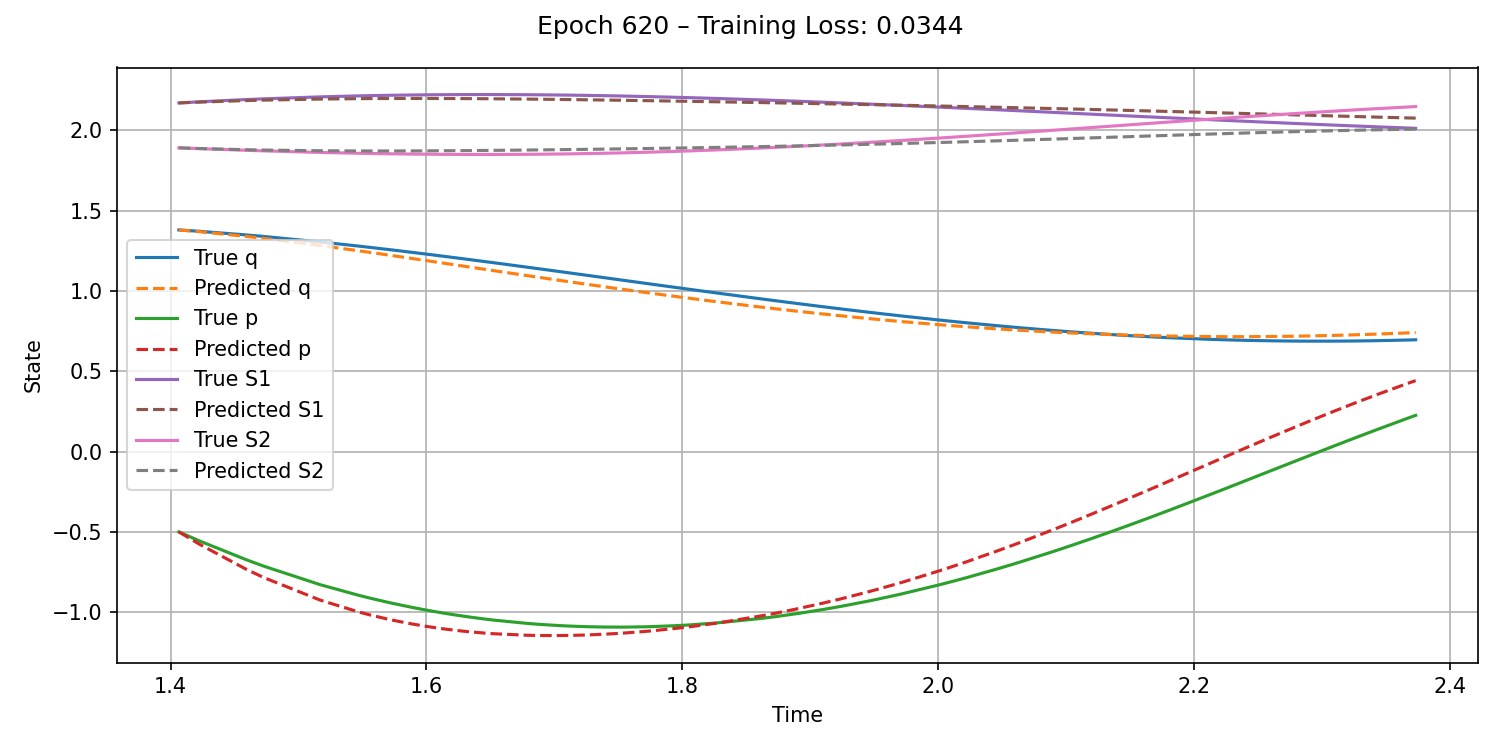 Epoch 620 – Training Loss: 0.0344
State
2.0
1.5
1.0
0.5
0.0
−0.5
−1.0
True q
Predicted q
True p
Predicted p
True S1
Predicted S1
True S2
Predicted S2
1.4 1.6 1.8 2.0 2.2 2.4
Time